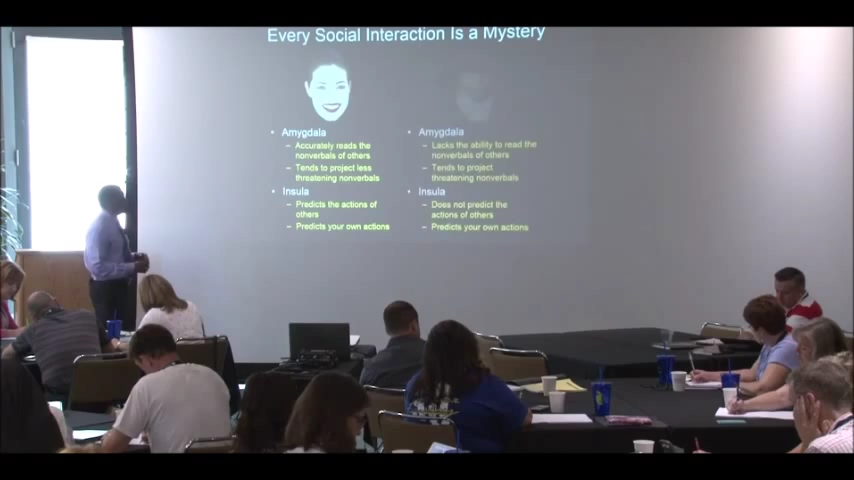 Every Social Interaction Is a Mystery
• Amygdala
– Accurately reads the
nonverbals of others
– Tends to project less
threatening nonverbals
• Insula
– Predicts the actions of
others
– Predicts your own actions
• Amygdala
– Lacks the ability to read the
nonverbals of others
– Tends to project
threatening nonverbals
• Insula
– Does not predict the
actions of others
– Predicts your own actions